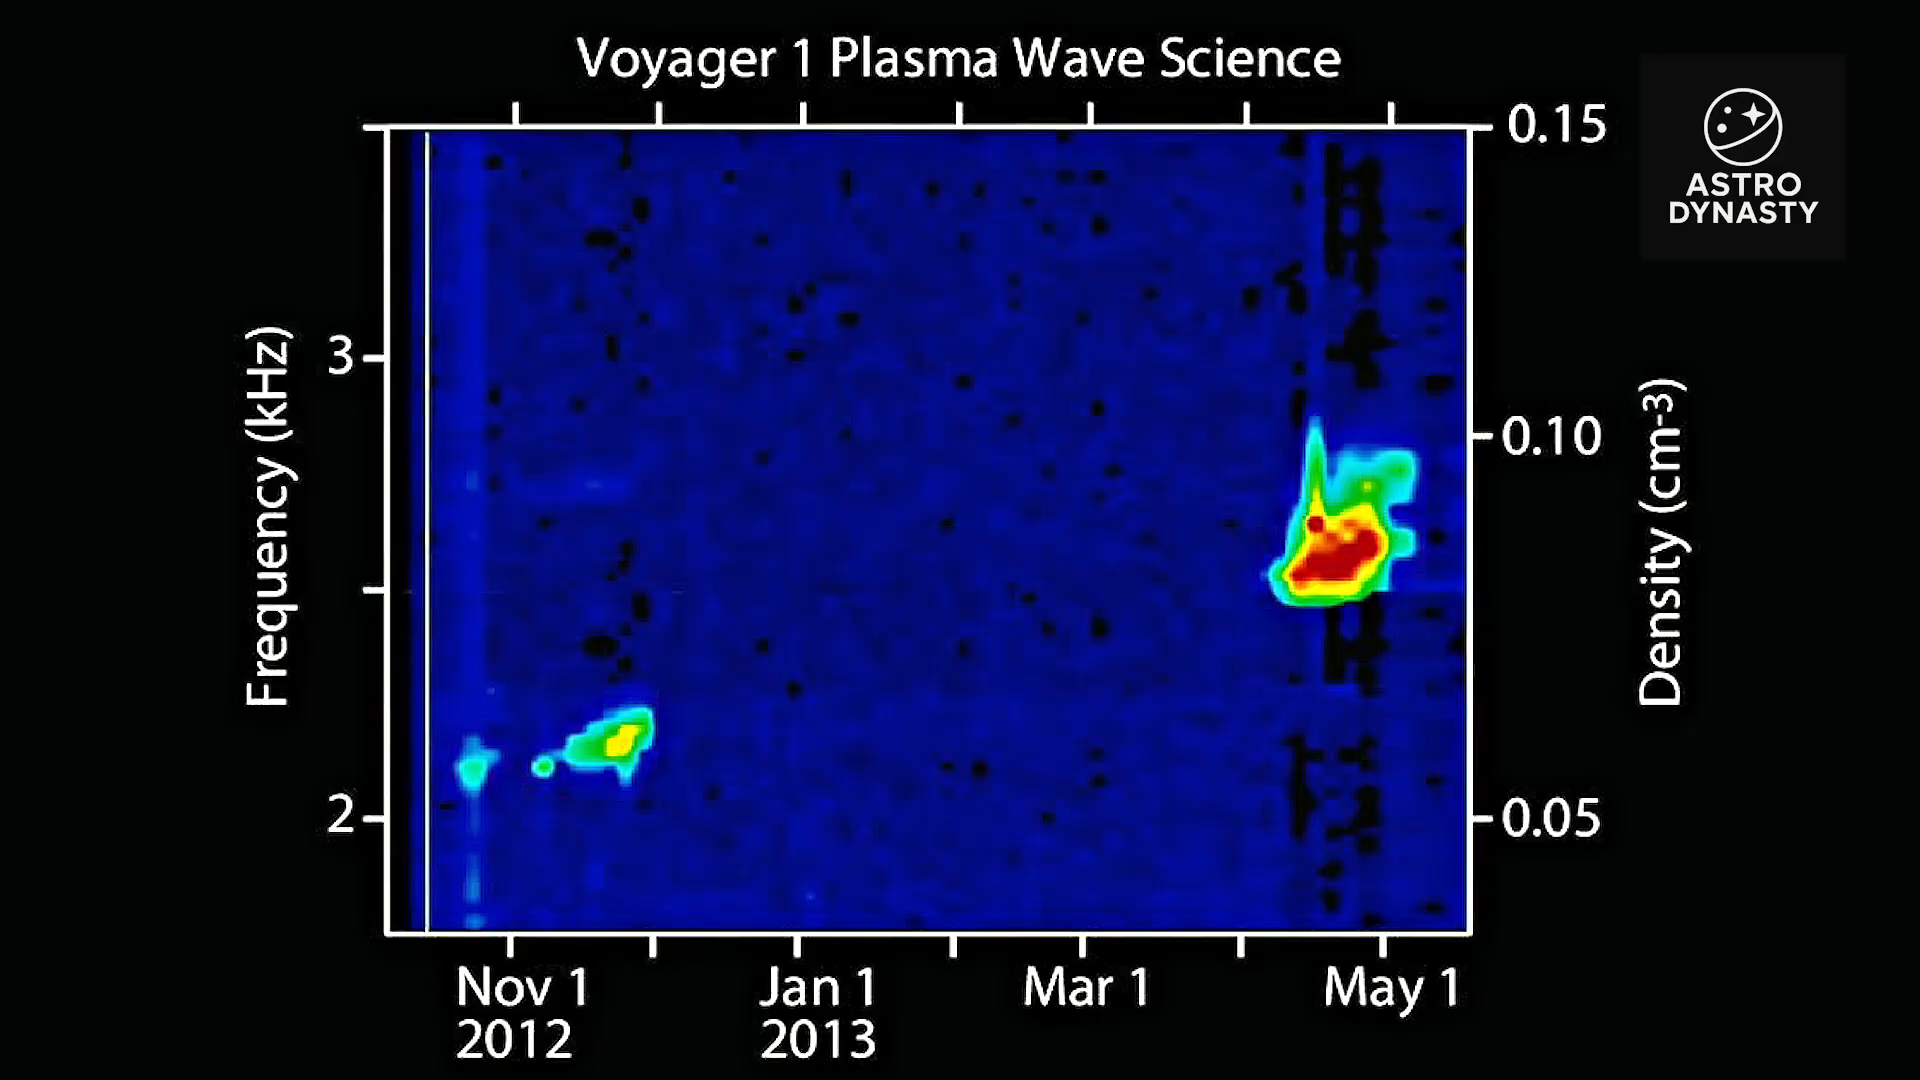 Voyager 1 Plasma Wave Science
ASTRO
DYNASTY
0.15
0.10
0.05
Density (cm-3)
Frequency (kHz)
3
2
Nov 1
2012
Jan 1
2013
Mar 1
May 1